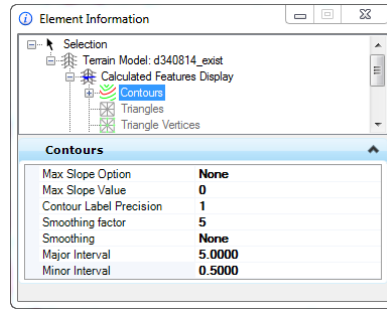 Element Information
Selection
Terrain Model: d340814_exist
Calculated Features Display
Contours
Triangles
Triangle Vertices
Contours
Max Slope Option None
Max Slope Value 0
Contour Label Precision 1
Smoothing factor 5
Smoothing None
Major Interval 5.0000
Minor Interval 0.5000